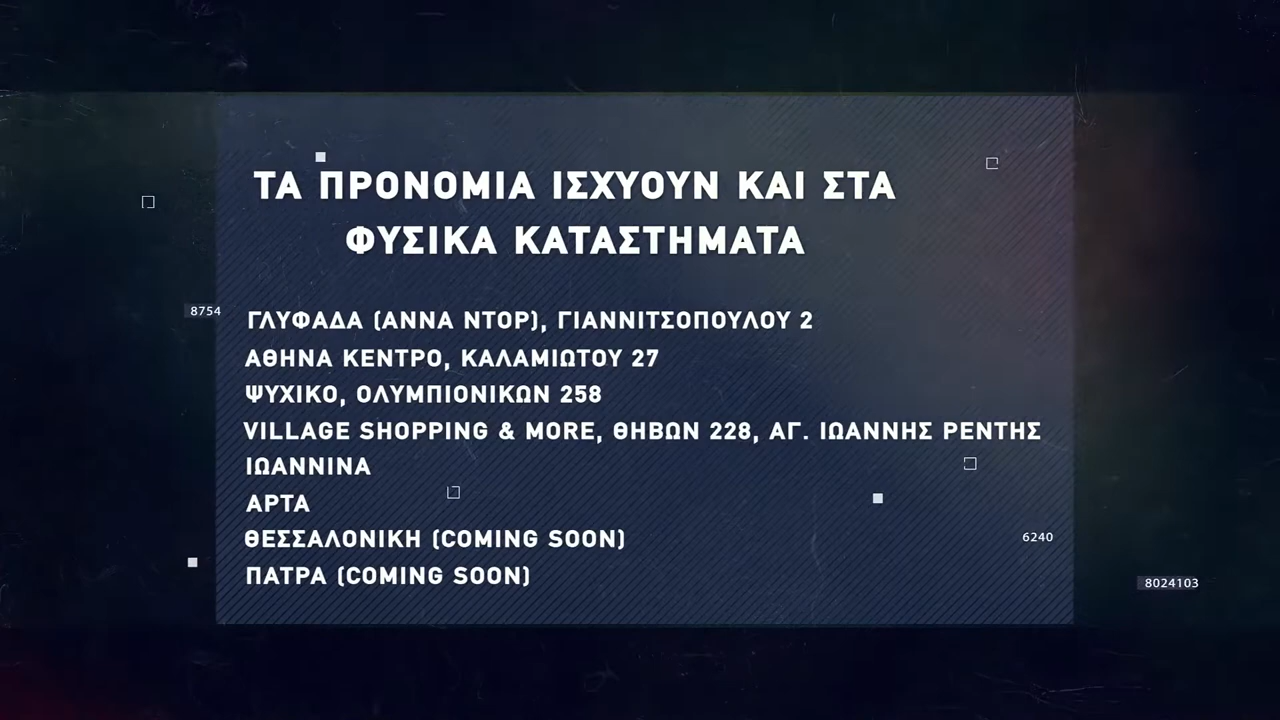 ΤΑ ΠΡΟΝΟΜΙΑ ΙΣΧΥΟΥΝ ΚΑΙ ΣΤΑ
ΦΥΣΙΚΑ ΚΑΤΑΣΤΗΜΑΤΑ
8754
ΓΛΥΦΑΔΑ (ΑΝΝΑ ΝΤΟΡ), ΓΙΑΝΝΙΤΣΟΠΟΥΛΟΥ 2
ΑΘΗΝΑ ΚΕΝΤΡΟ, ΚΑΛΑΜΙΩΤΟΥ 27
ΨΥΧΙΚΟ, ΟΛΥΜΠΙΟΝΙΚΩΝ 258
VILLAGE SHOPPING & MORE, ΘΗΒΩΝ 228, ΑΓ. ΙΩΑΝΝΗΣ ΡΕΝΤΗΣ
ΙΩΑΝΝΙΝΑ
ΑΡΤΑ
ΘΕΣΣΑΛΟΝΙΚΗ (COMING SOON)
6240
ΠΑΤΡΑ (COMING SOON)
8024103